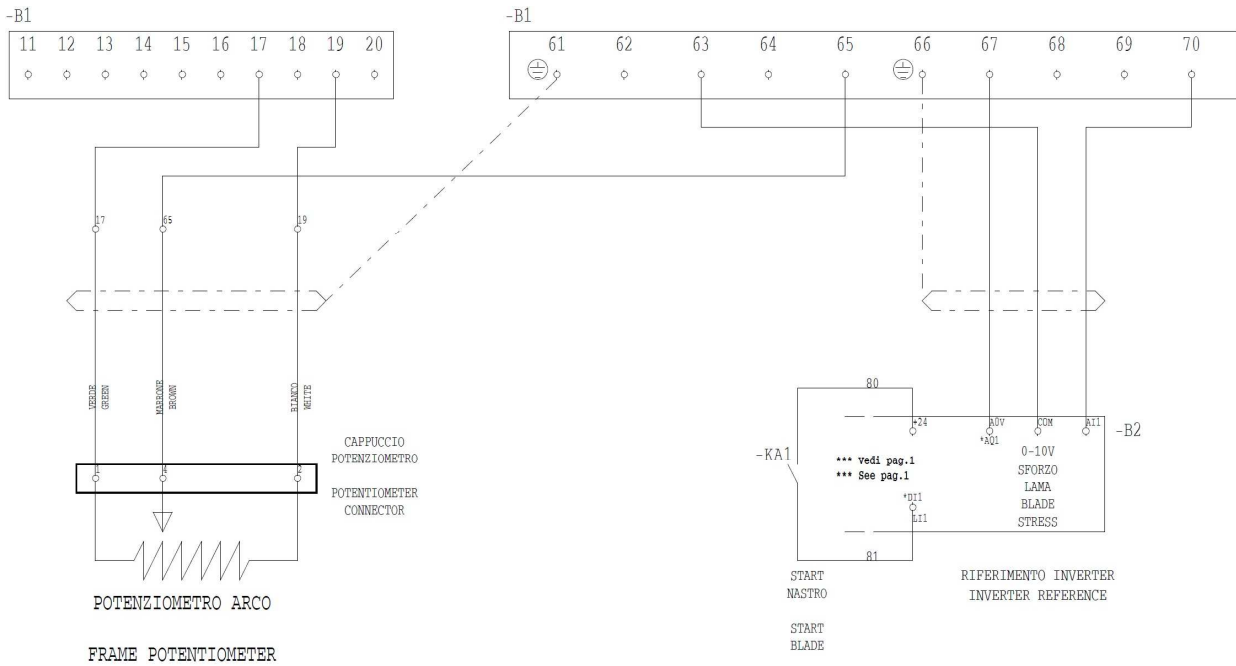 -B1
11 12 13 14 15 16 17 18 19 20
-B1
61 62 63 64 65 66 67 68 69 70
17
65
19
VERDE
GREEN
MARRONE
BROWN
BIANCO
WHITE
CAPPUCCIO
POTENZIOMETRO
POTENTIOMETER
CONNECTOR
1 4 2
POTENZIOMETRO ARCO
FRAME POTENTIOMETER
80
-KA1
+24
*** Vedi pag.1
*** See pag.1
*DI1
LI1
81
START
NASTRO
START
BLADE
A0V
*AQ1
COM
AI1
-B2
0-10V
SFORZO
LAMA
BLADE
STRESS
RIFERIMENTO INVERTER
INVERTER REFERENCE